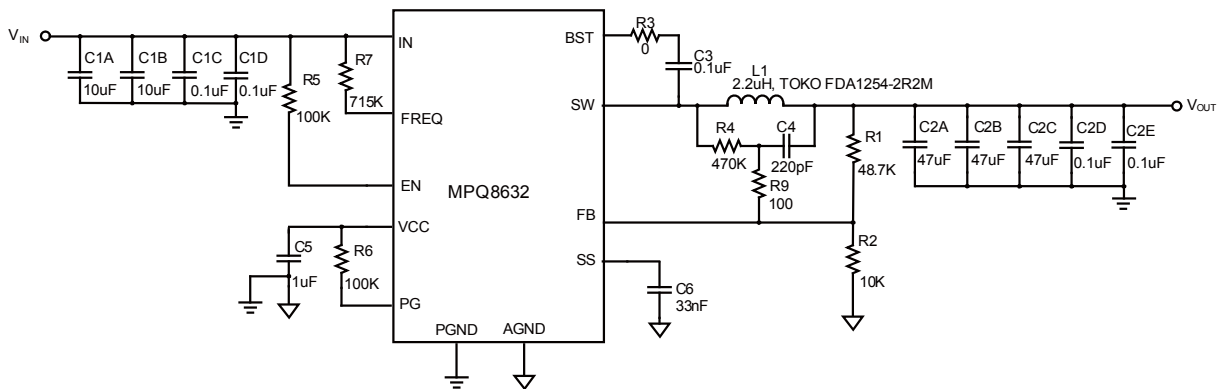 VIN
C1A
10uF
C1B
10uF
C1C
0.1uF
C1D
0.1uF
R5
100K
R7
715K
IN
FREQ
EN
VCC
PG
PGND
AGND
MPQ8632
BST
SW
FB
SS
C5
1uF
R6
100K
R3
0
C3
0.1uF
L1
2.2uH, TOKO FDA1254-2R2M
R4
470K
C4
220pF
R9
100
R1
48.7K
R2
10K
C6
33nF
C2A
47uF
C2B
47uF
C2C
47uF
C2D
0.1uF
C2E
0.1uF
VOUT